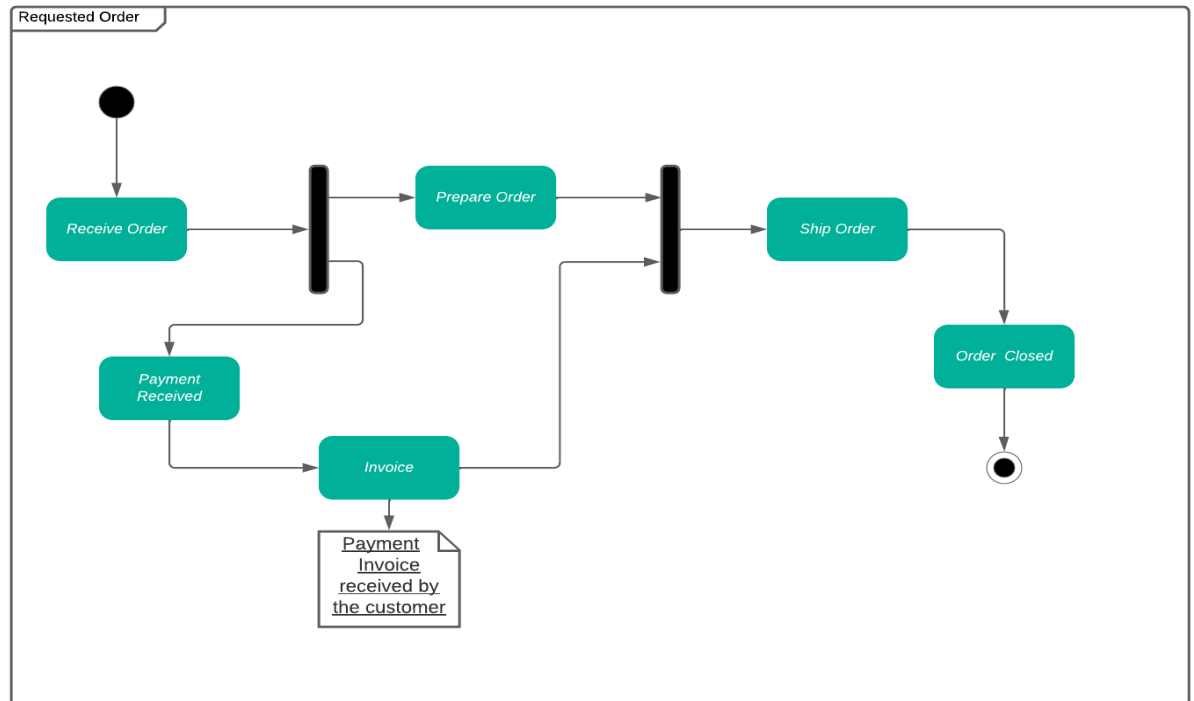 Requested Order
Prepare Order
Receive Order
Ship Order
Order Closed
Payment
Received
Invoice
Payment
Invoice
received by
the customer